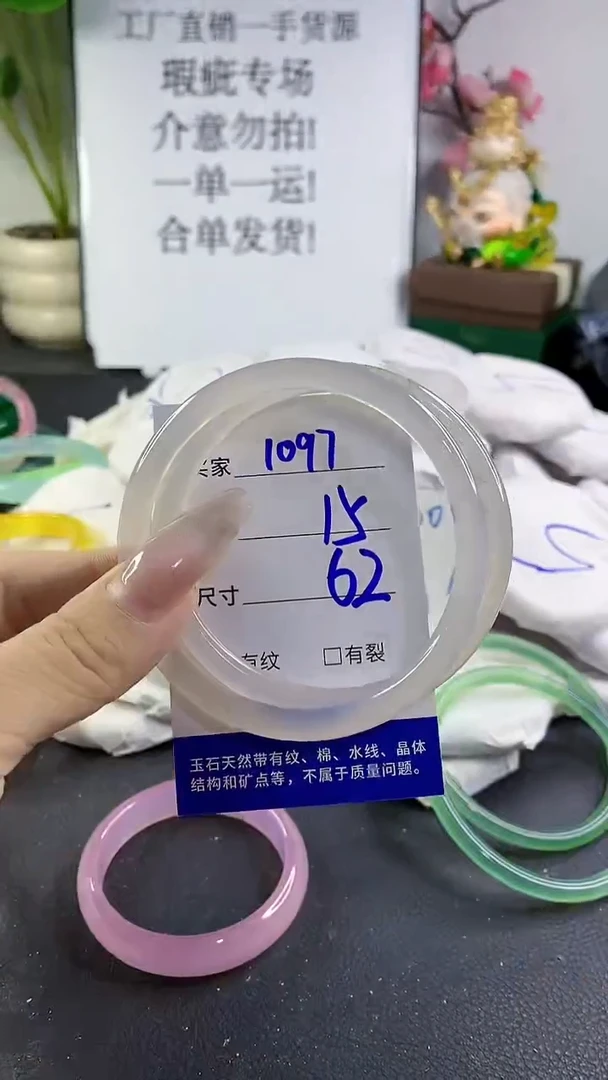 工厂直销一手货源
瑕疵专场
介意勿拍!
一单一运!
合单发货!
家 1097
15
尺寸 62
有纹 □有裂
玉石天然带有纹、棉、水线、晶体
结构和矿点等，不属于质量问题。